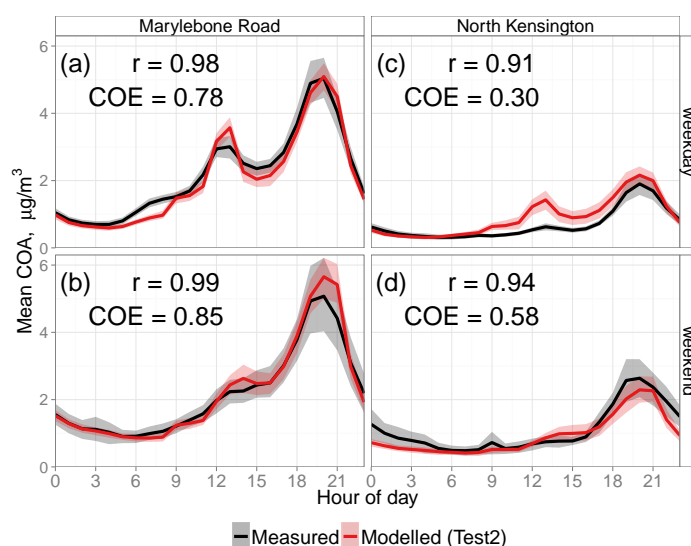 Marylebone Road North Kensington
(a) r = 0.98
COE = 0.78
(c) r = 0.91
COE = 0.30
weekday
6
4
2
0
(b) r = 0.99
COE = 0.85
(d) r = 0.94
COE = 0.58
weekend
6
4
2
0
Mean COA, μg/m³
0 3 6 9 12 15 18 21 0 3 6 9 12 15 18 21
Hour of day
Measured Modelled (Test2)